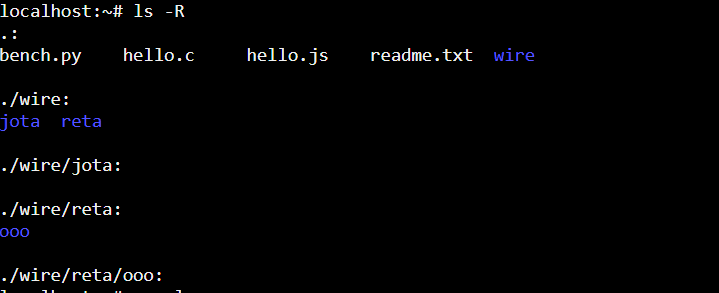 localhost:~# ls -R
.:
bench.py    hello.c     hello.js    readme.txt  wire
./wire:
jota  reta
./wire/jota:
./wire/reta:
ooo
./wire/reta/ooo: